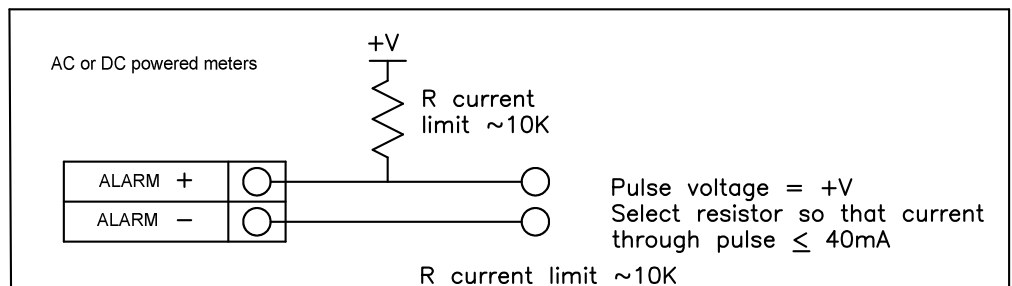 +V
AC or DC powered meters
R current
limit ~10K
ALARM +
ALARM −
Pulse voltage = +V
Select resistor so that current
through pulse ≤ 40mA
R current limit ~10K